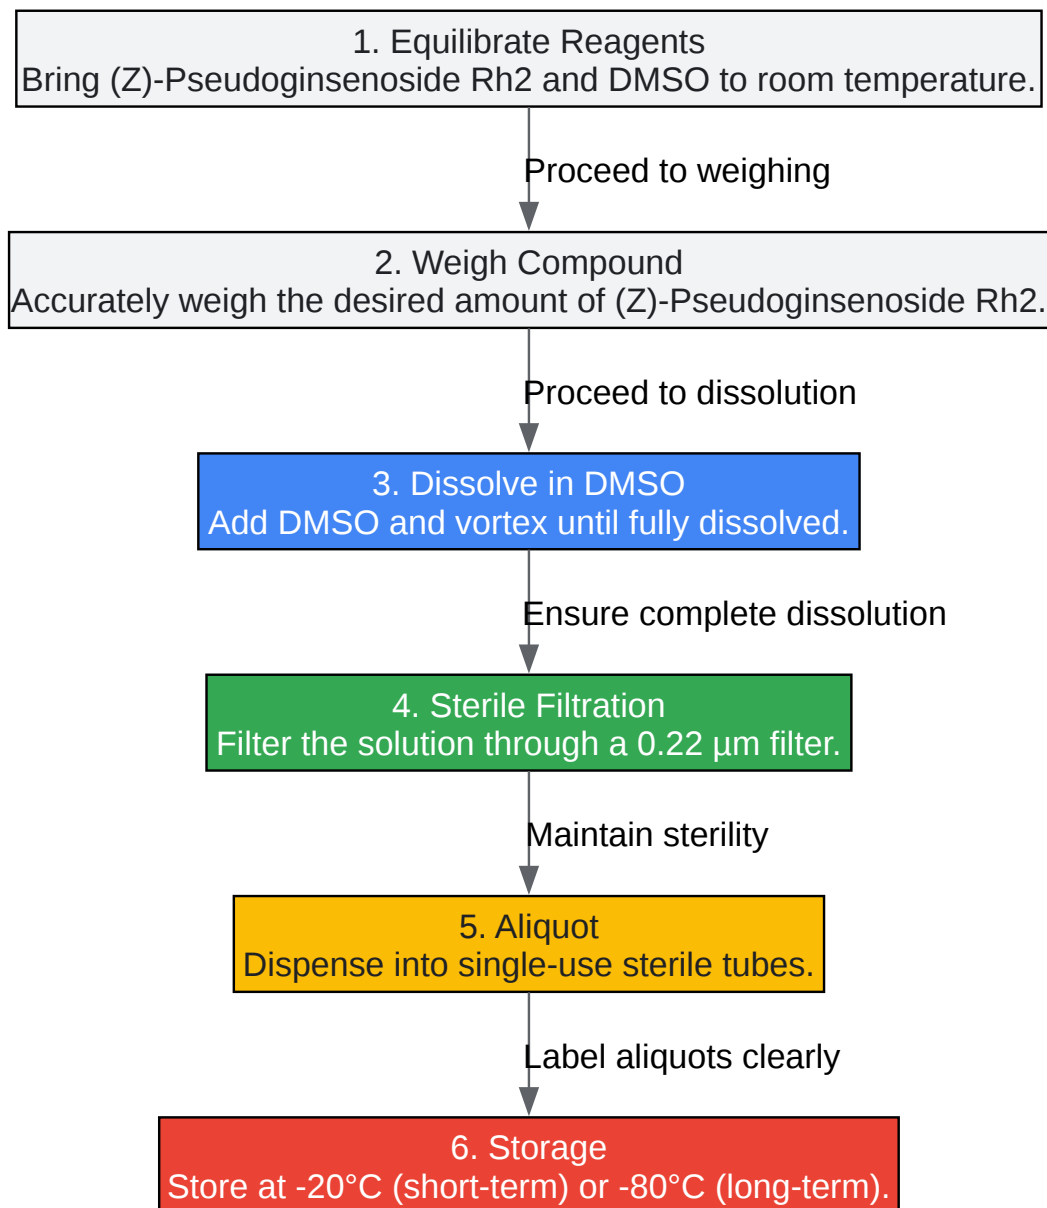 1. Equilibrate Reagents
Bring (Z)-Pseudoginsenoside Rh2 and DMSO to room temperature.
Proceed to weighing
2. Weigh Compound
Accurately weigh the desired amount of (Z)-Pseudoginsenoside Rh2.
Proceed to dissolution
3. Dissolve in DMSO
Add DMSO and vortex until fully dissolved.
Ensure complete dissolution
4. Sterile Filtration
Filter the solution through a 0.22 µm filter.
Maintain sterility
5. Aliquot
Dispense into single-use sterile tubes.
Label aliquots clearly
6. Storage
Store at -20°C (short-term) or -80°C (long-term).